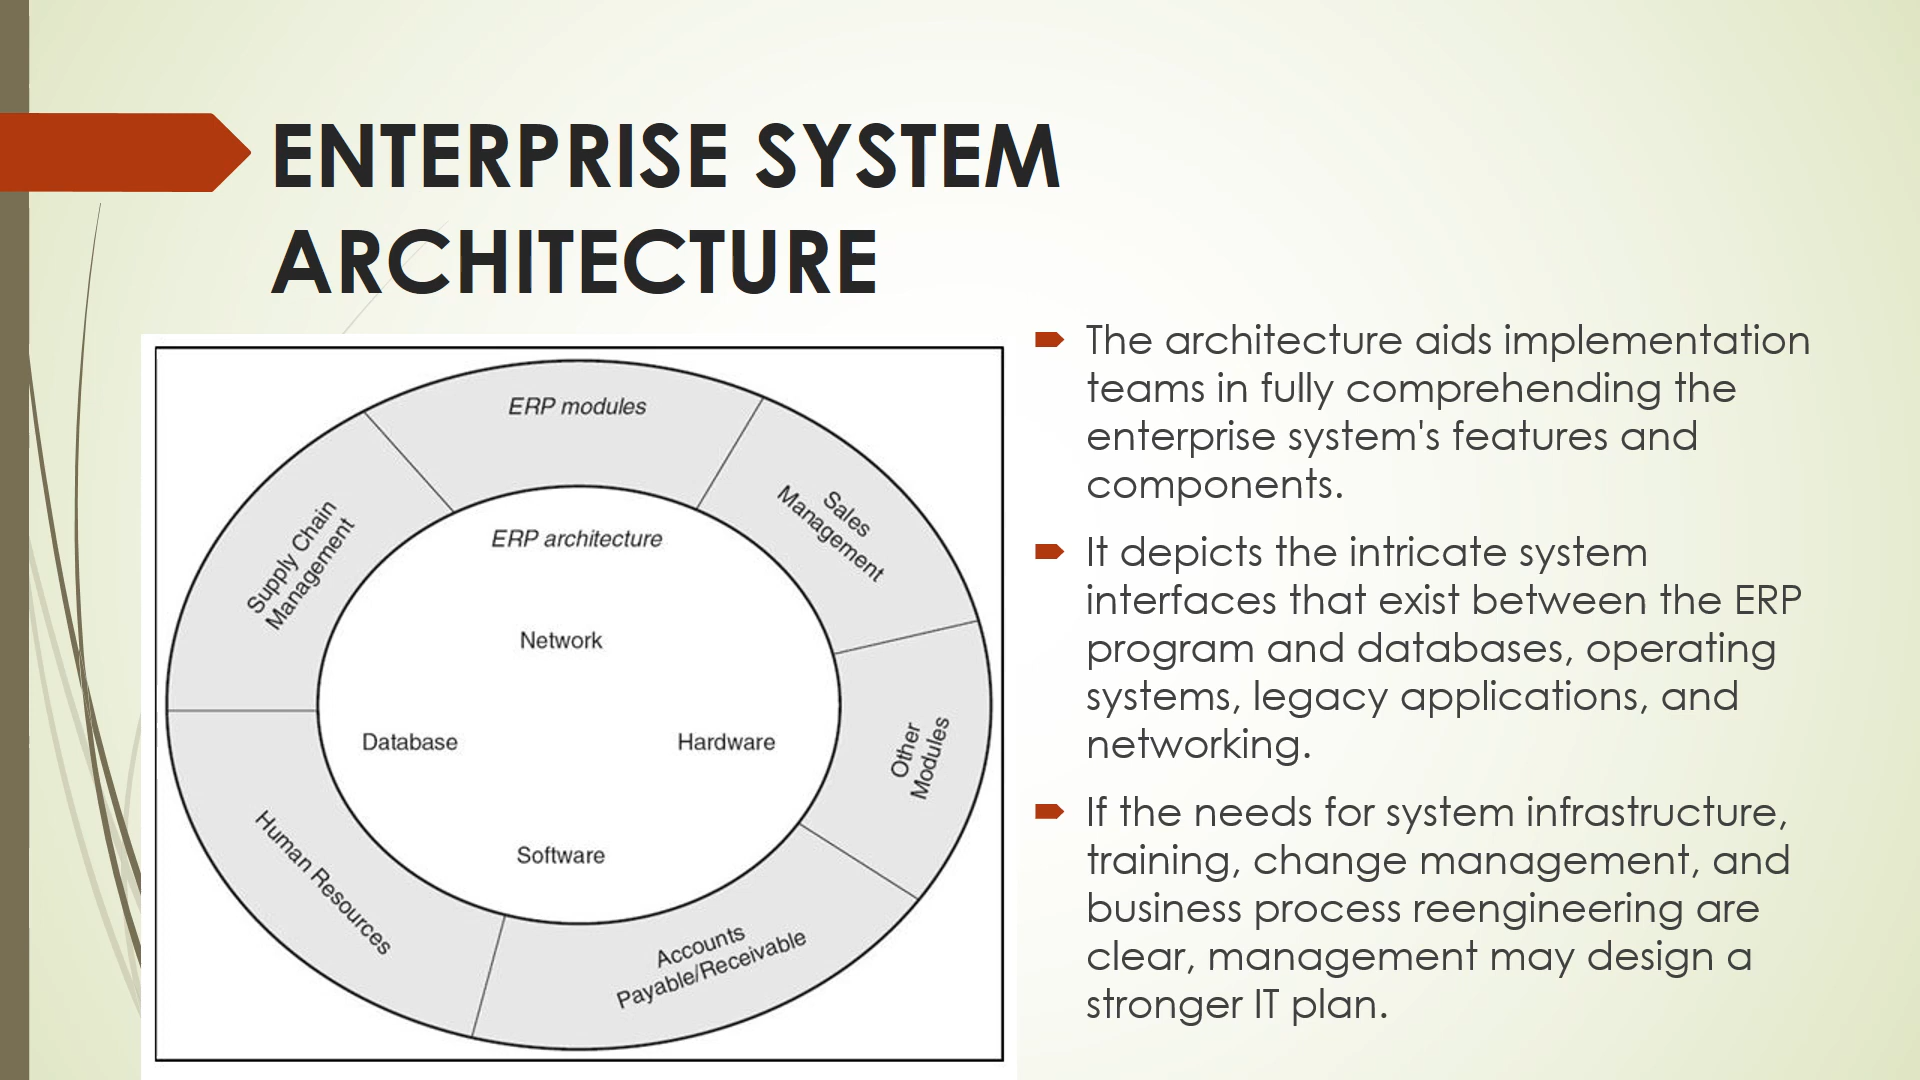 ENTERPRISE SYSTEM
ARCHITECTURE
ERP modules
Sales
Management
Other
Modules
Accounts
Payable/Receivable
Human Resources
Supply Chain
Management
ERP architecture
Network
Database
Hardware
Software
The architecture aids implementation
teams in fully comprehending the
enterprise system's features and
components.
It depicts the intricate system
interfaces that exist between the ERP
program and databases, operating
systems, legacy applications, and
networking.
If the needs for system infrastructure,
training, change management, and
business process reengineering are
clear, management may design a
stronger IT plan.